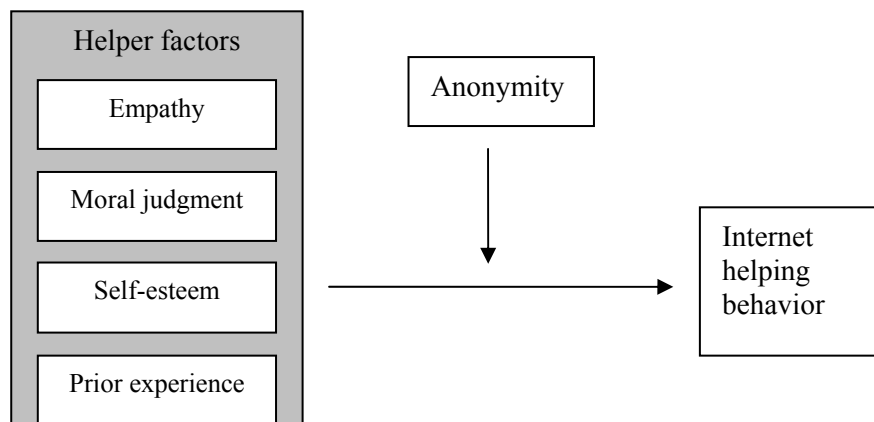 Helper factors
Empathy
Moral judgment
Self-esteem
Prior experience
Anonymity
Internet
helping
behavior